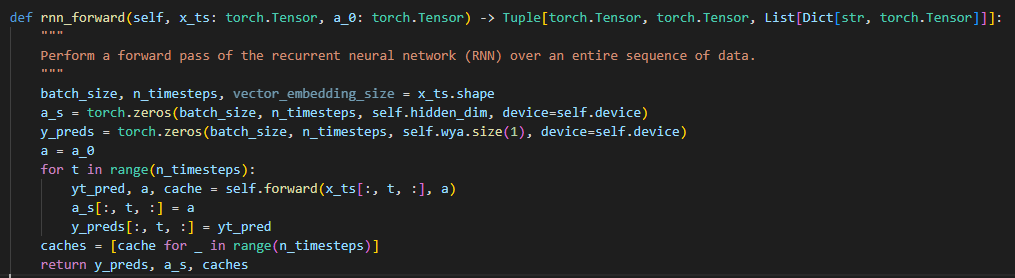 def rnn_forward(self, x_ts: torch.Tensor, a_0: torch.Tensor) -> Tuple[torch.Tensor, torch.Tensor, List[Dict[str, torch.Tensor]]]:
    """
    Perform a forward pass of the recurrent neural network (RNN) over an entire sequence of data.
    """
    batch_size, n_timesteps, vector_embedding_size = x_ts.shape
    a_s = torch.zeros(batch_size, n_timesteps, self.hidden_dim, device=self.device)
    y_preds = torch.zeros(batch_size, n_timesteps, self.wya.size(1), device=self.device)
    a = a_0
    for t in range(n_timesteps):
        yt_pred, a, cache = self.forward(x_ts[:, t, :], a)
        a_s[:, t, :] = a
        y_preds[:, t, :] = yt_pred
    caches = [cache for _ in range(n_timesteps)]
    return y_preds, a_s, caches